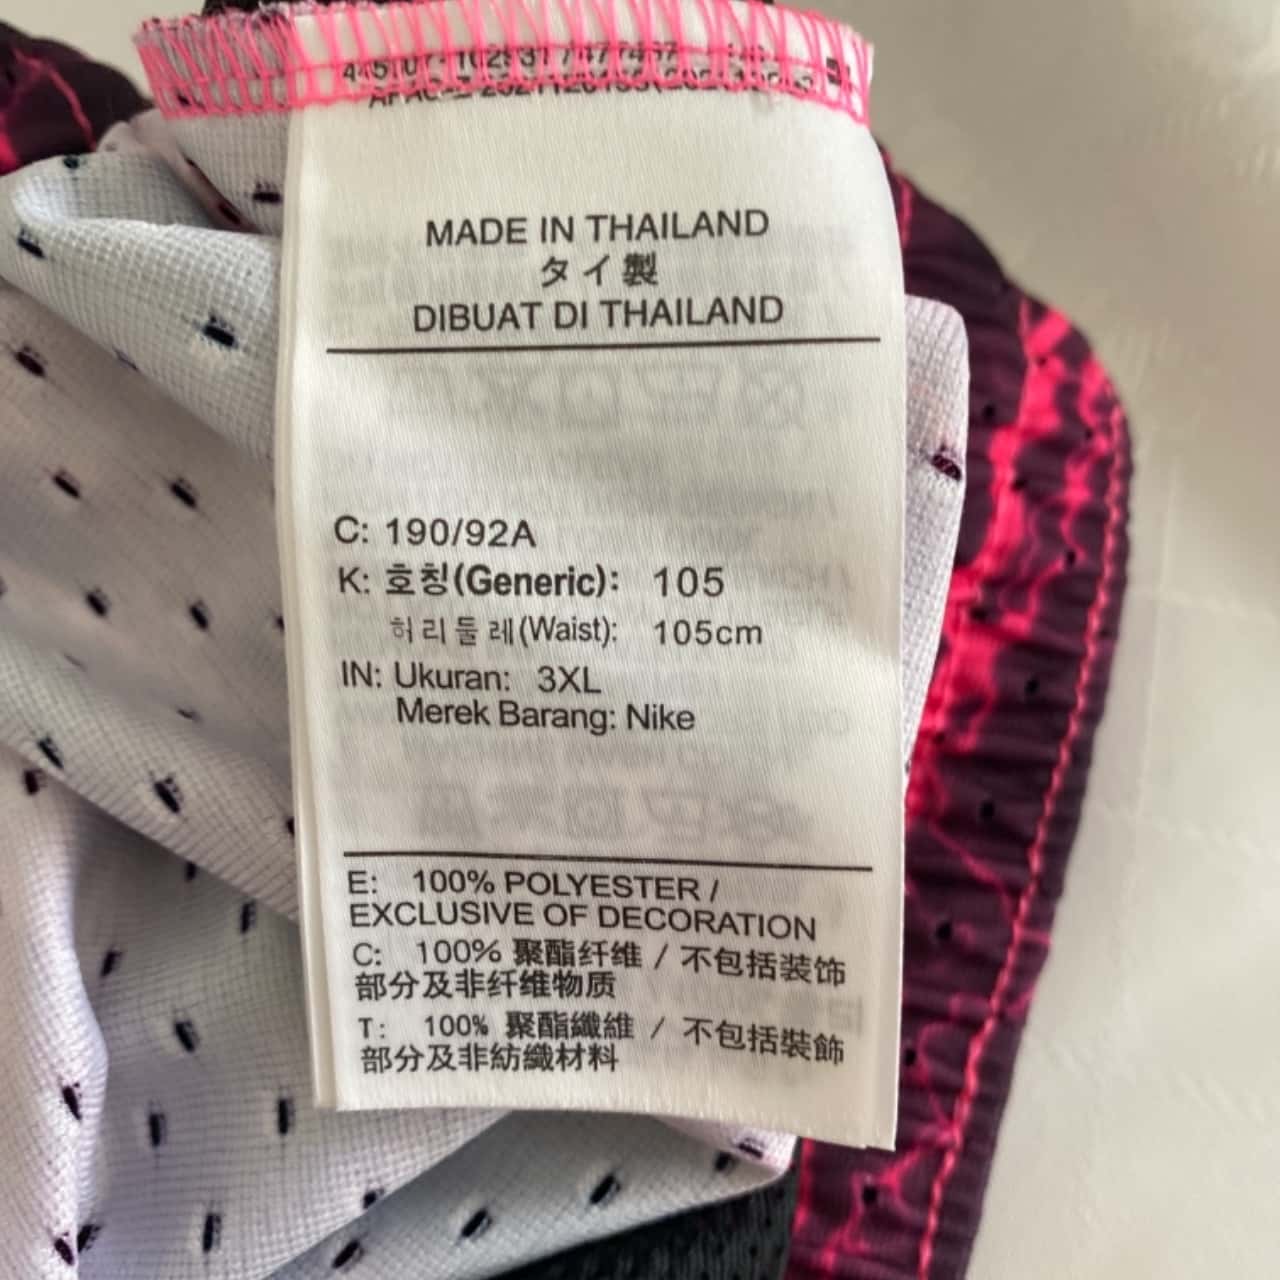 MADE IN THAILAND
タイ製
DIBUAT DI THAILAND
C: 190/92A
K: 호칭(Generic): 105
허리둘레(Waist): 105cm
IN: Ukuran: 3XL
Merek Barang: Nike
E: 100% POLYESTER /
EXCLUSIVE OF DECORATION
C: 100% 聚酯纤维 / 不包括装饰
部分及非纤维物质
T: 100% 聚酯纖維 / 不包括裝飾
部分及非紡織材料